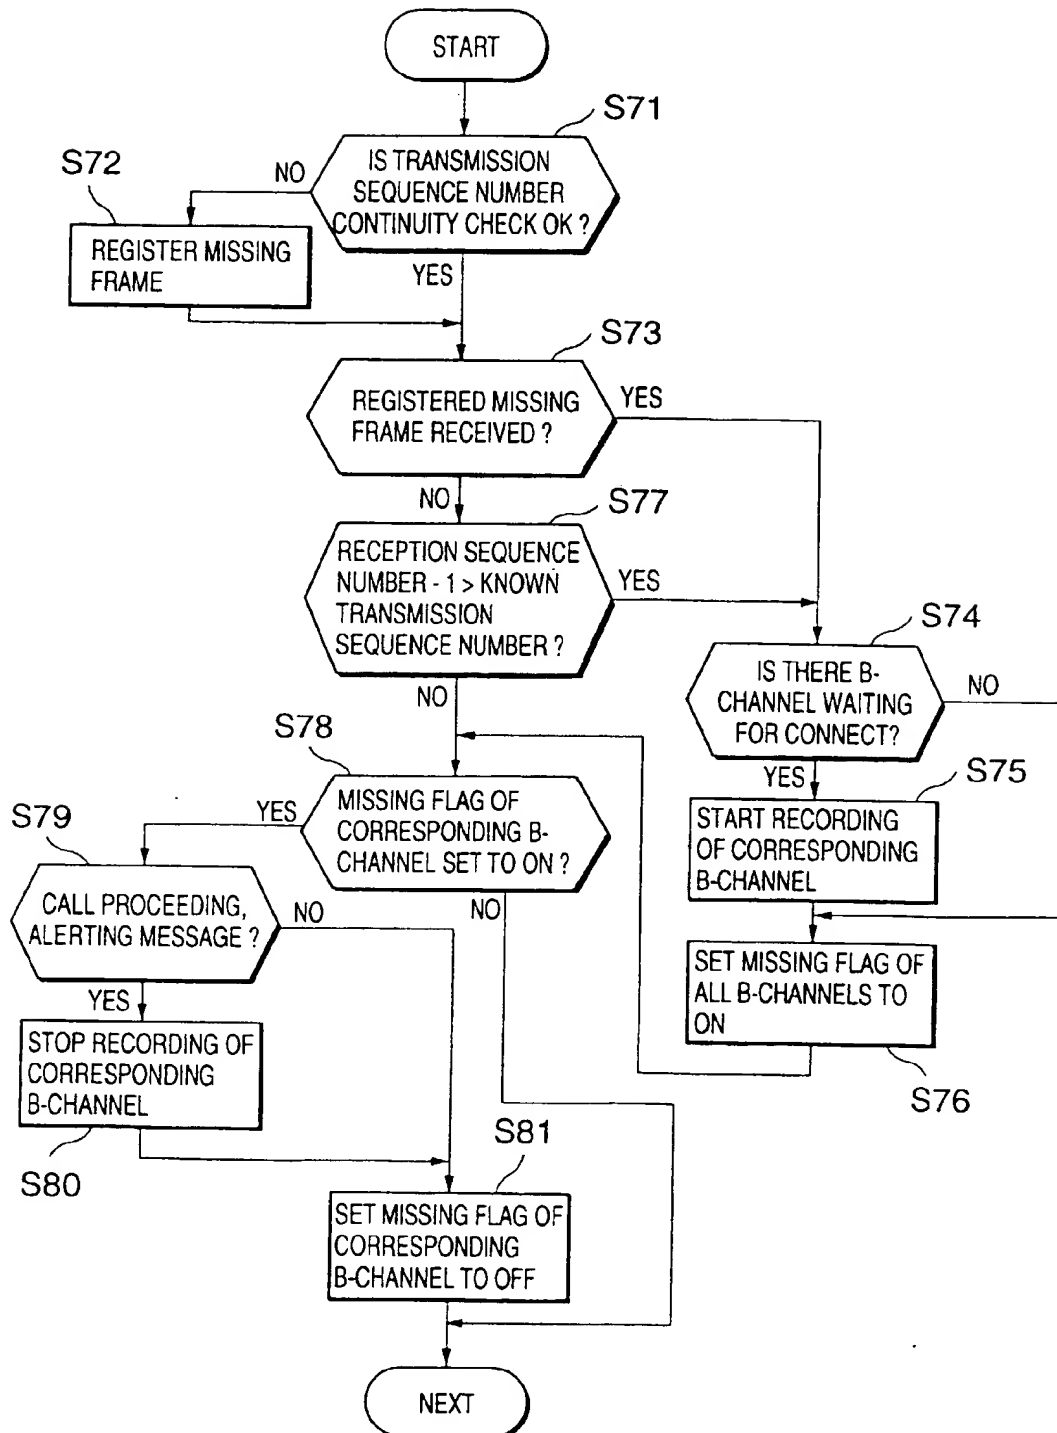 START
S71
IS TRANSMISSION
SEQUENCE NUMBER
CONTINUITY CHECK OK ?
NO
S72
REGISTER MISSING
FRAME
YES
S73
REGISTERED MISSING
FRAME RECEIVED ?
YES
NO
S77
RECEPTION SEQUENCE
NUMBER - 1 > KNOWN
TRANSMISSION
SEQUENCE NUMBER ?
YES
NO
S74
IS THERE B-
CHANNEL WAITING
FOR CONNECT?
NO
YES
S75
START RECORDING
OF CORRESPONDING
B-CHANNEL
SET MISSING FLAG OF
ALL B-CHANNELS TO
ON
S76
S78
MISSING FLAG OF
CORRESPONDING B-
CHANNEL SET TO ON ?
YES
NO
S79
CALL PROCEEDING,
ALERTING MESSAGE ?
NO
YES
STOP RECORDING OF
CORRESPONDING
B-CHANNEL
S80
S81
SET MISSING FLAG OF
CORRESPONDING
B-CHANNEL TO OFF
NEXT